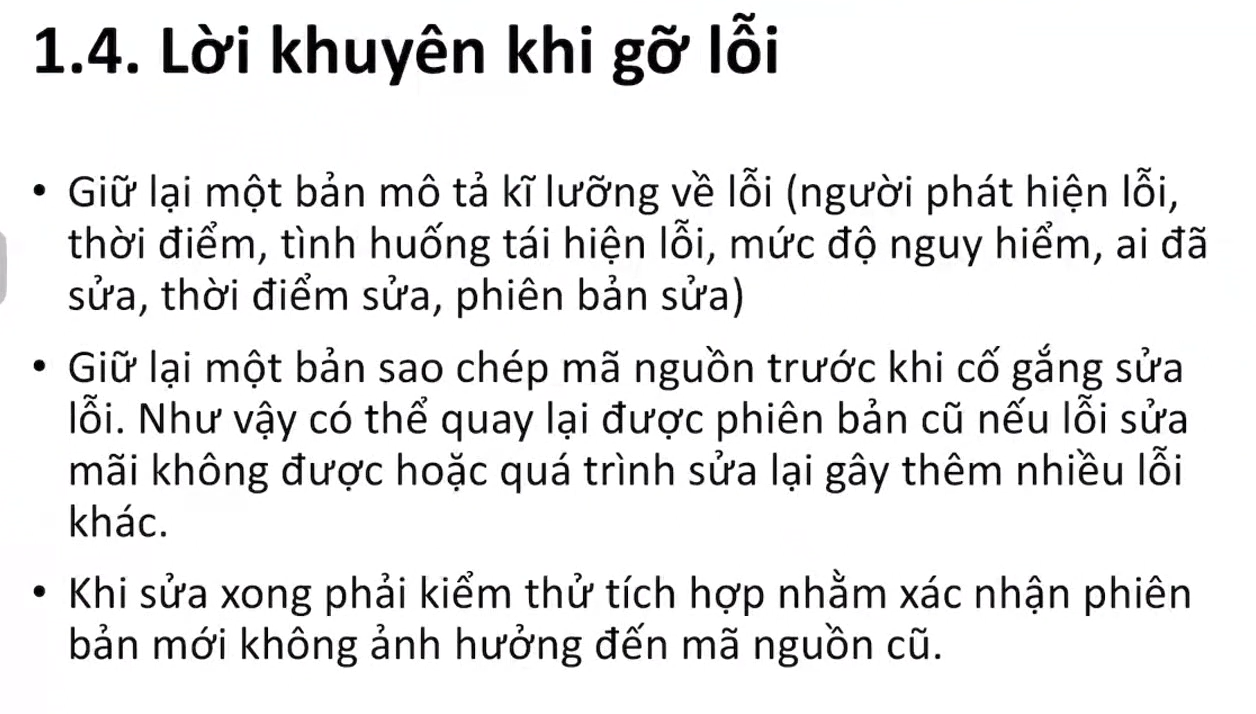 1.4. Lời khuyên khi gỡ lỗi
• Giữ lại một bản mô tả kĩ lưỡng về lỗi (người phát hiện lỗi,
thời điểm, tình huống tái hiện lỗi, mức độ nguy hiểm, ai đã
sửa, thời điểm sửa, phiên bản sửa)
• Giữ lại một bản sao chép mã nguồn trước khi cố gắng sửa
lỗi. Như vậy có thể quay lại được phiên bản cũ nếu lỗi sửa
mãi không được hoặc quá trình sửa lại gây thêm nhiều lỗi
khác.
• Khi sửa xong phải kiểm thử tích hợp nhằm xác nhận phiên
bản mới không ảnh hưởng đến mã nguồn cũ.